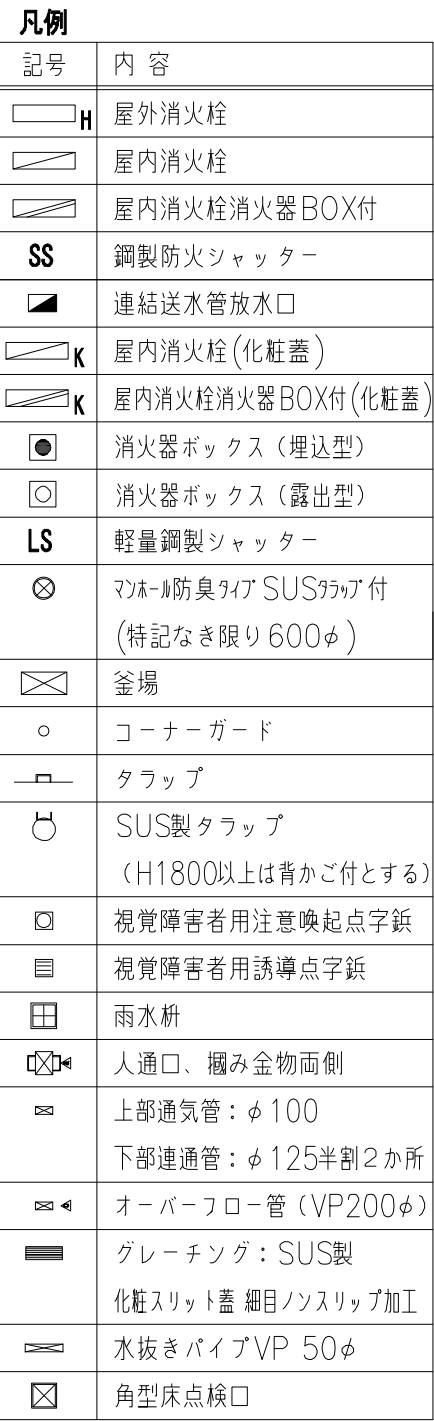 凡例
記号 内容
H 屋外消火栓
屋内消火栓
屋内消火栓消火器BOX付
SS 鋼製防火シャッター
連結送水管放水口
K 屋内消火栓(化粧蓋)
K 屋内消火栓消火器BOX付(化粧蓋)
消火器ボックス(埋込型)
消火器ボックス(露出型)
LS 軽量鋼製シャッター
マンホール防臭タイプSUSタラップ付
(特記なき限り600φ)
釜場
コーナーガード
タラップ
SUS製タラップ
(H1800以上は背かご付とする)
視覚障害者用注意喚起点字鋲
視覚障害者用誘導点字鋲
雨水枡
人通口、摑み金物両側
上部通気管:φ100
下部連通管:φ125半割2か所
オーバーフロー管(VP200φ)
グレーチング:SUS製
化粧スリット蓋 細目ノンスリップ加工
水抜きパイプVP 50φ
角型床点検口